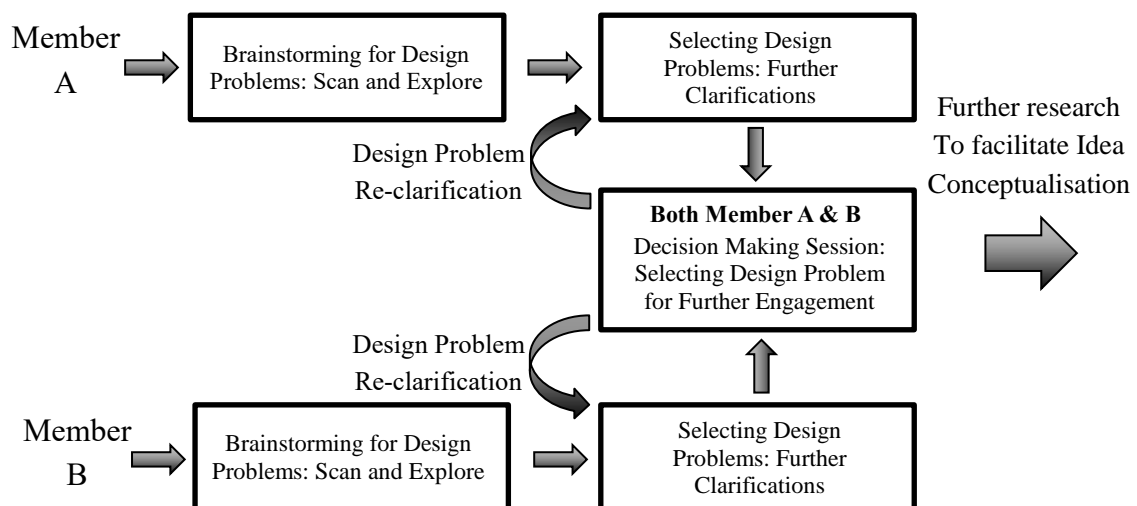 Member
A
Brainstorming for Design
Problems: Scan and Explore
Selecting Design
Problems: Further
Clarifications
Further research
To facilitate Idea
Conceptualisation
Design Problem
Re-clarification
Both Member A & B
Decision Making Session:
Selecting Design Problem
for Further Engagement
Design Problem
Re-clarification
Member
B
Brainstorming for Design
Problems: Scan and Explore
Selecting Design
Problems: Further
Clarifications